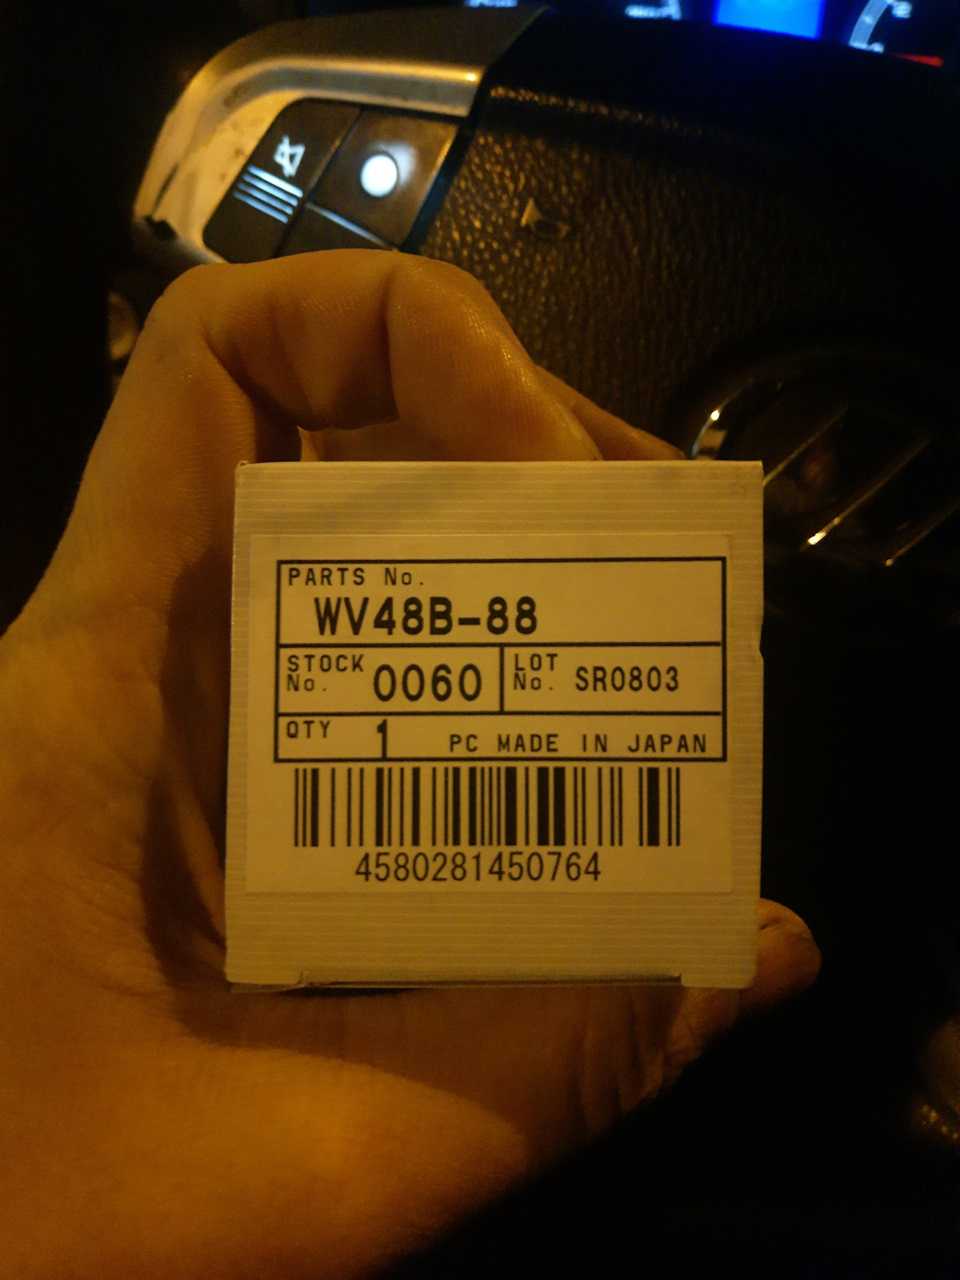 PARTS No.
WV48B-88
STOCK No. 0060
LOT No. SR0803
QTY 1 PC MADE IN JAPAN
4580281450764